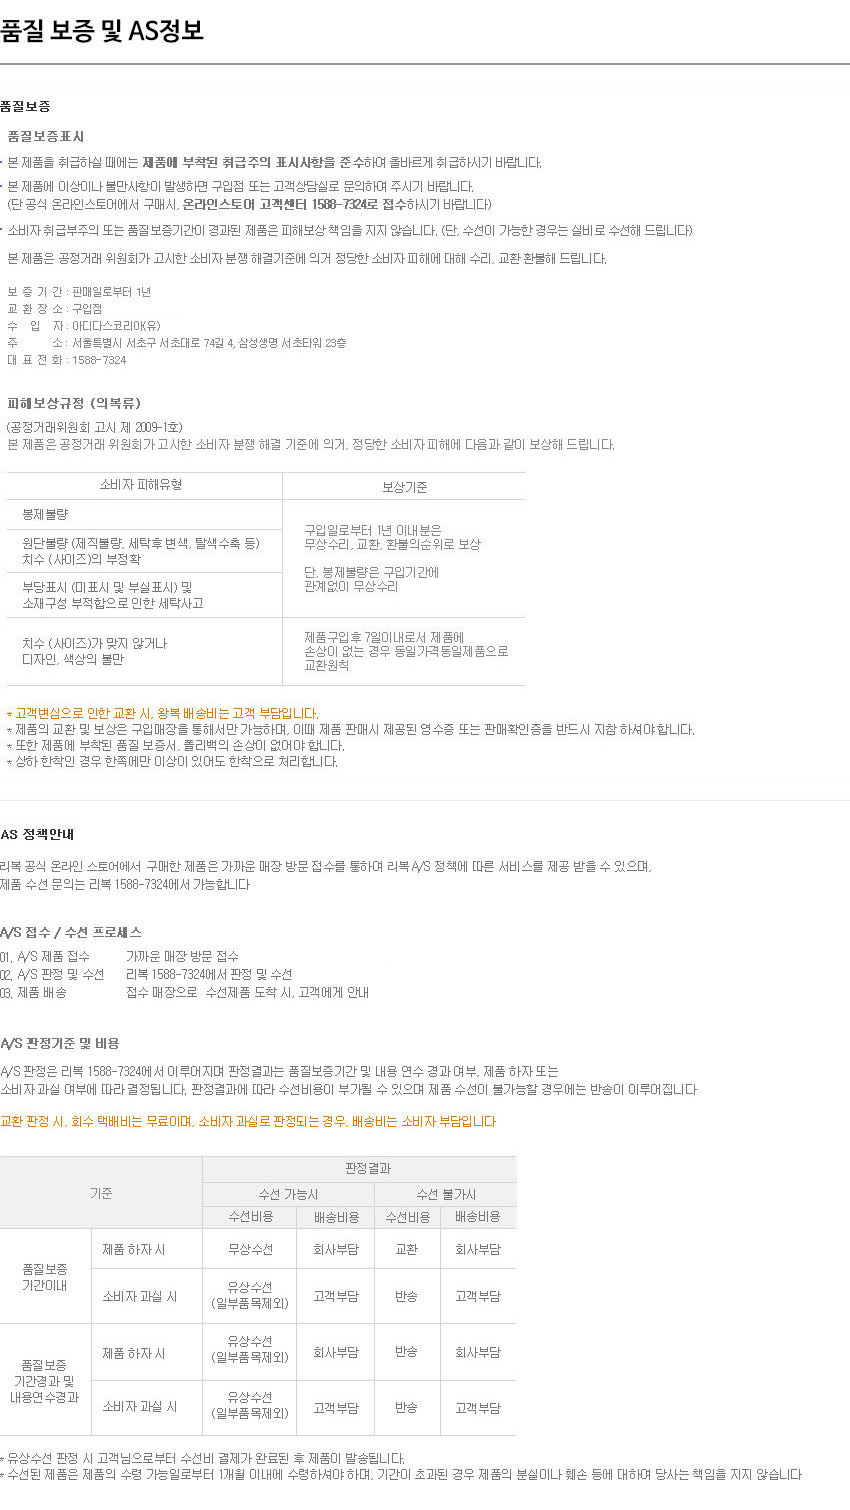 품질 보증 및 AS정보
품질보증
품질보증표시
· 본 제품을 취급하실 때에는 제품에 부착된 취급주의 표시사항을 준수하여 올바르게 취급하시기 바랍니다.
· 본 제품에 이상이나 불만사항이 발생하면 구입점 또는 고객상담실로 문의하여 주시기 바랍니다.
(단 공식 온라인스토어에서 구매시, 온라인스토어 고객센터 1588-7324로 접수하시기 바랍니다)
· 소비자 취급부주의 또는 품질보증기간이 경과된 제품은 피해보상 책임을 지지 않습니다. (단, 수선이 가능한 경우는 실비로 수선해 드립니다)
본 제품은 공정거래 위원회가 고시한 소비자 분쟁 해결기준에 의거 정당한 소비자 피해에 대해 수리, 교환 환불해 드립니다.
보 증 기 간 : 판매일로부터 1년
교 환 장 소 : 구입점
수 입 자 : 아디다스코리아(유)
주 소 : 서울특별시 서초구 서초대로 74길 4, 삼성생명 서초타워 23층
대 표 전 화 : 1588-7324
피해보상규정 (의복류)
(공정거래위원회 고시 제 2009-1호)
본 제품은 공정거래 위원회가 고시한 소비자 분쟁 해결 기준에 의거, 정당한 소비자 피해에 다음과 같이 보상해 드립니다.
소비자 피해유형 보상기준
봉제불량
원단불량 (제직불량, 세탁후 변색, 탈색수축 등)
치수 (사이즈)의 부정확
부당표시 (미표시 및 부실표시) 및
소재구성 부적합으로 인한 세탁사고
구입일로부터 1년 이내분은
무상수리, 교환, 환불의순위로 보상
단, 봉제불량은 구입기간에
관계없이 무상수리
치수 (사이즈)가 맞지 않거나
디자인, 색상의 불만
제품구입후 7일이내로서 제품에
손상이 없는 경우 동일가격동일제품으로
교환원칙
* 고객변심으로 인한 교환 시, 왕복 배송비는 고객 부담입니다.
* 제품의 교환 및 보상은 구입매장을 통해서만 가능하며, 이때 제품 판매시 제공된 영수증 또는 판매확인증을 반드시 지참 하셔야 합니다.
* 또한 제품에 부착된 품질 보증서, 폴리백의 손상이 없어야 합니다.
* 상하 한착인 경우 한쪽에만 이상이 있어도 한착으로 처리합니다.
AS 정책안내
리복 공식 온라인 스토어에서 구매한 제품은 가까운 매장 방문 접수를 통하여 리복 A/S 정책에 따른 서비스를 제공 받을 수 있으며,
제품 수선 문의는 리복 1588-7324에서 가능합니다
A/S 접수 / 수선 프로세스
01. A/S 제품 접수 가까운 매장 방문 접수
02. A/S 판정 및 수선 리복 1588-7324에서 판정 및 수선
03. 제품 배송 접수 매장으로 수선제품 도착 시, 고객에게 안내
A/S 판정기준 및 비용
A/S 판정은 리복 1588-7324에서 이루어지며 판정결과는 품질보증기간 및 내용 연수 경과 여부, 제품 하자 또는
소비자 과실 여부에 따라 결정됩니다. 판정결과에 따라 수선비용이 부가될 수 있으며 제품 수선이 불가능할 경우에는 반송이 이루어집니다
교환 판정 시, 회수 택배비는 무료이며, 소비자 과실로 판정되는 경우, 배송비는 소비자 부담입니다
기준 판정결과
수선 가능시 수선 불가시
수선비용 배송비용 수선비용 배송비용
품질보증
기간이내
제품 하자 시 무상수선 회사부담 교환 회사부담
소비자 과실 시 유상수선
(일부품목제외) 고객부담 반송 고객부담
품질보증
기간경과 및
내용연수경과
제품 하자 시 유상수선
(일부품목제외) 회사부담 반송 회사부담
소비자 과실 시 유상수선
(일부품목제외) 고객부담 반송 고객부담
* 유상수선 판정 시 고객님으로부터 수선비 결제가 완료된 후 제품이 발송됩니다.
* 수선된 제품은 제품의 수령 가능일로부터 1개월 이내에 수령하셔야 하며, 기간이 초과된 경우 제품의 분실이나 훼손 등에 대하여 당사는 책임을 지지 않습니다